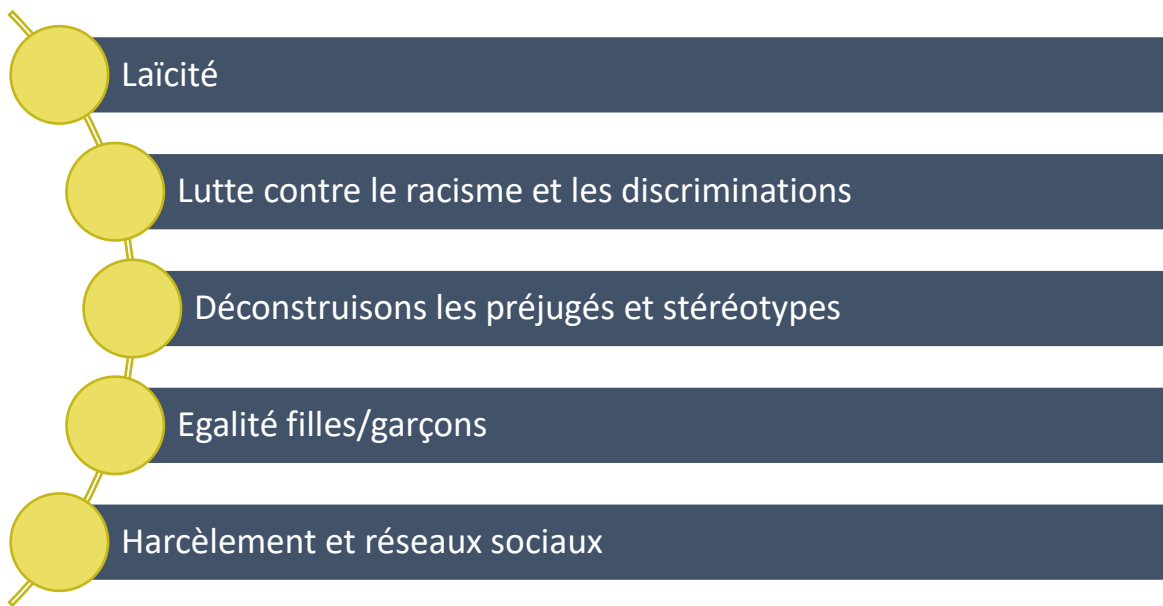 Laïcité
Lutte contre le racisme et les discriminations
Déconstruisons les préjugés et stéréotypes
Egalité filles/garçons
Harcèlement et réseaux sociaux